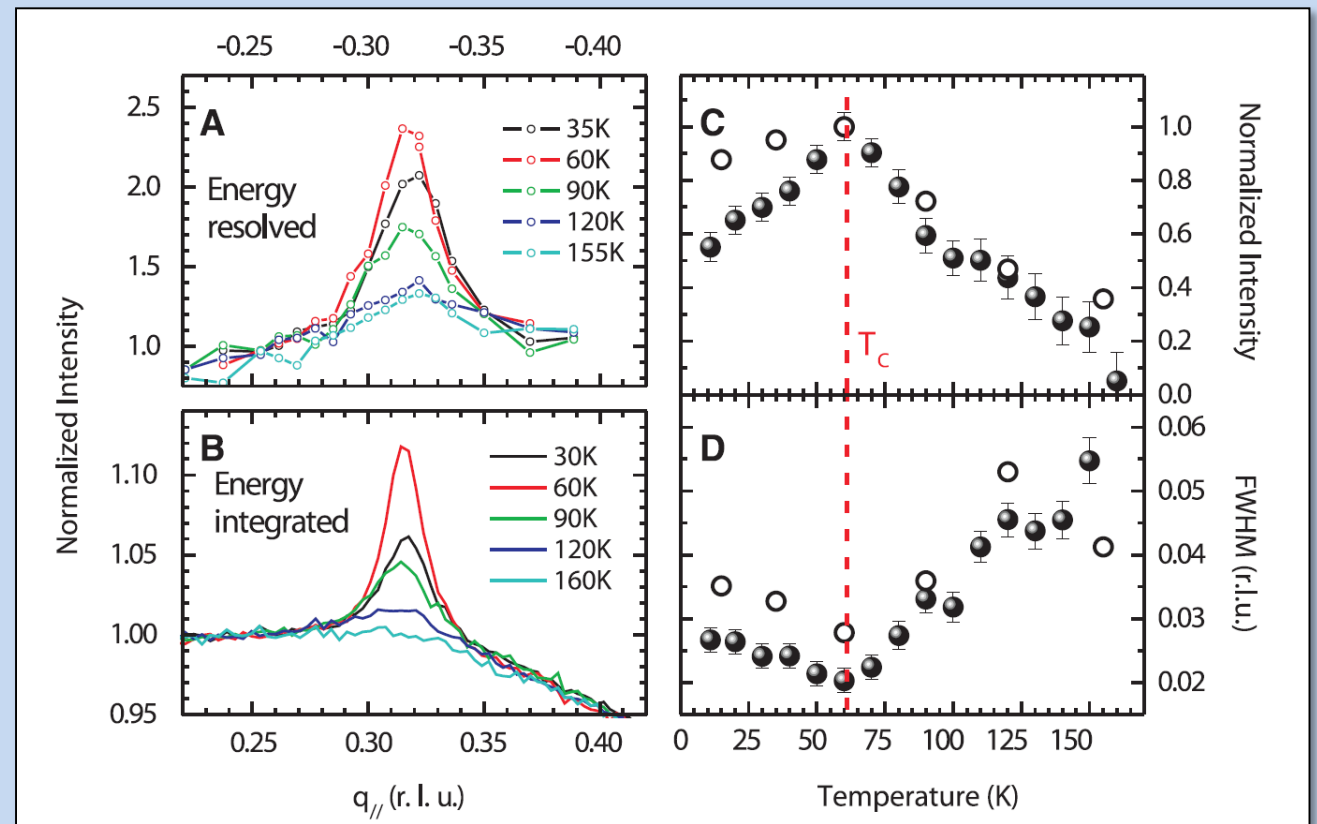 -0.25 -0.30 -0.35 -0.40
A
Energy
resolved
35K
60K
90K
120K
155K
2.5
2.0
1.5
1.0
Normalized Intensity
B
Energy
integrated
30K
60K
90K
120K
160K
1.10
1.05
1.00
0.95
0.25 0.30 0.35 0.40
q// (r. l. u.)
C
Tc
1.0
0.8
0.6
0.4
0.2
0.0
Normalized Intensity
D
0.06
0.05
0.04
0.03
0.02
FWHM (r.l.u.)
0 25 50 75 100 125 150
Temperature (K)